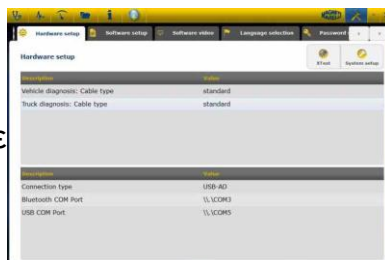 Hardware setup
Software setup
Software video
Language selection
Password
Hardware setup
XTool
System setup
Description Value
Vehicle diagnosis: Cable type standard
Truck diagnosis: Cable type standard
Description Value
Connection type USB-AD
Bluetooth COM Port \\.\COM3
USB COM Port \\.\COM5